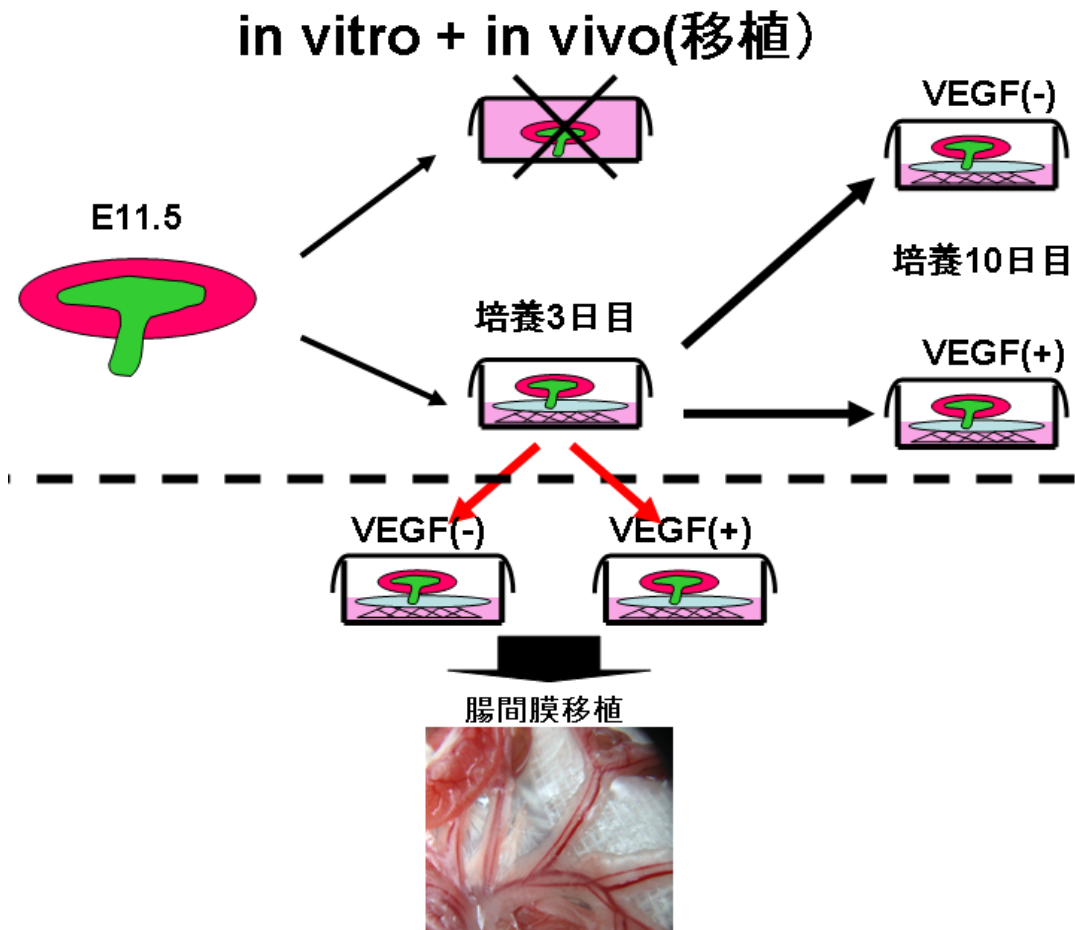 in vitro + in vivo(移植）
VEGF(-)
E11.5
培養10日目
培養3日目
VEGF(+)
VEGF(-)
VEGF(+)
腸間膜移植